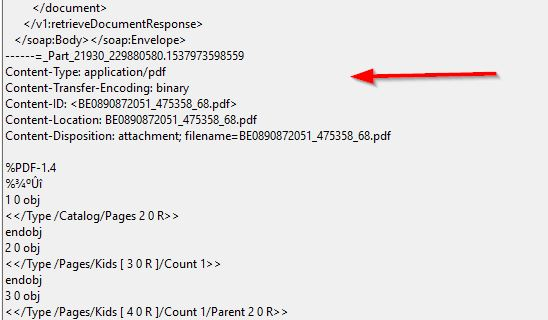 </document>
</v1:retrieveDocumentResponse>
</soap:Body></soap:Envelope>
------=_Part_21930_229880580.1537973598559
Content-Type: application/pdf
Content-Transfer-Encoding: binary
Content-ID: <BE0890872051_475358_68.pdf>
Content-Location: BE0890872051_475358_68.pdf
Content-Disposition: attachment; filename=BE0890872051_475358_68.pdf
%PDF-1.4
%¾ºÛî
1 0 obj
<</Type /Catalog/Pages 2 0 R>>
endobj
2 0 obj
<</Type /Pages/Kids [ 3 0 R ]/Count 1>>
endobj
3 0 obj
<</Type /Pages/Kids [ 4 0 R ]/Count 1/Parent 2 0 R>>